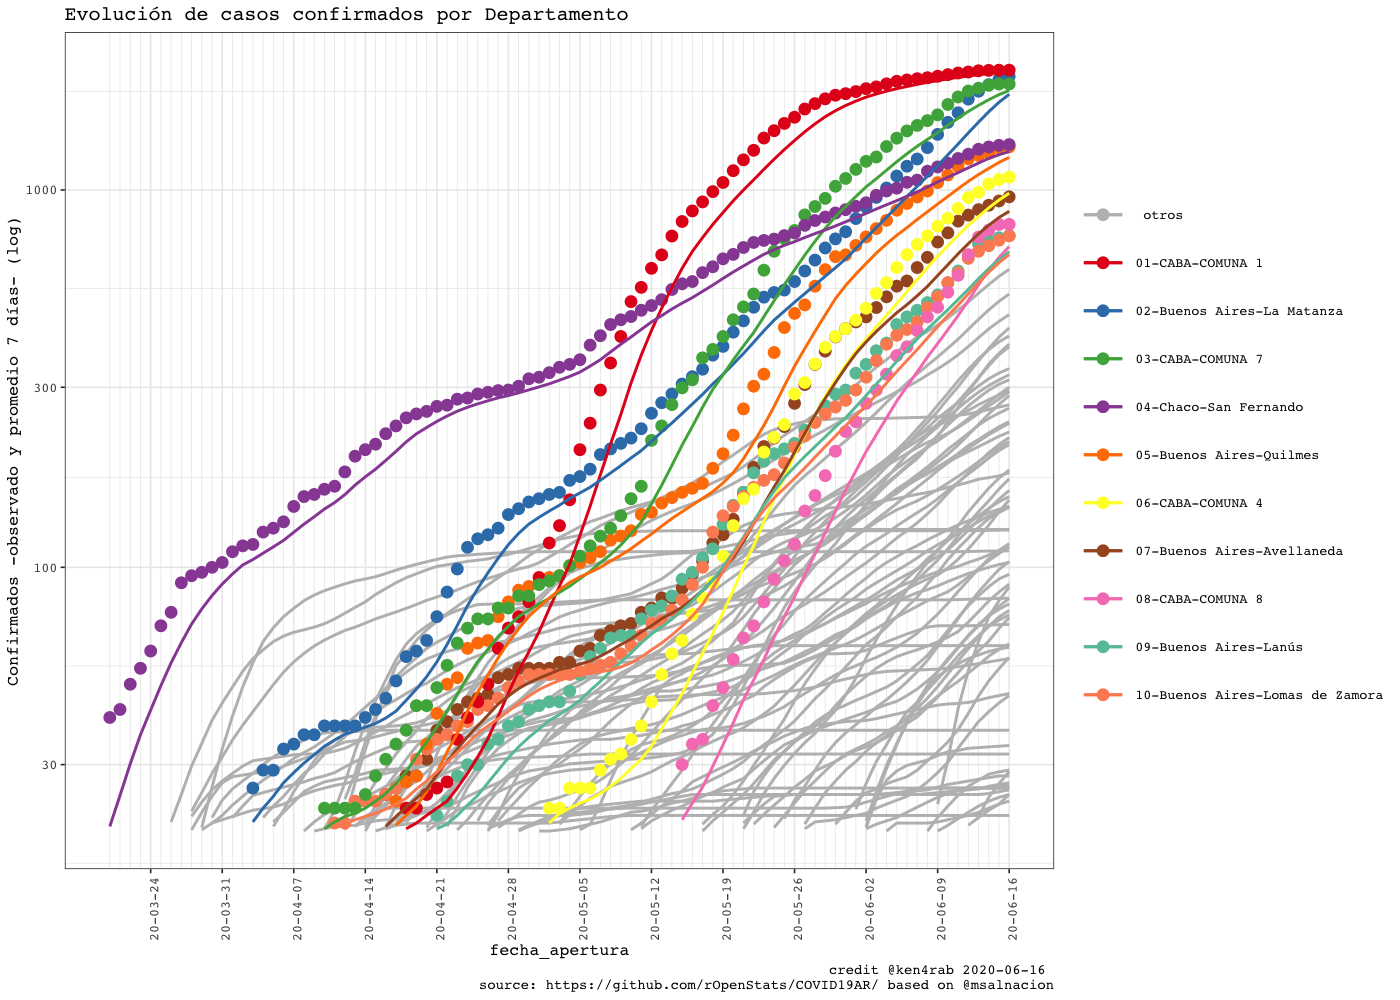 Evolución de casos confirmados por Departamento
Confirmados -observado y promedio 7 días- (log)
1000
300
100
30
20-03-24
20-03-31
20-04-07
20-04-14
20-04-21
20-04-28
20-05-05
20-05-12
20-05-19
20-05-26
20-06-02
20-06-09
20-06-16
fecha_apertura
otros
01-CABA-COMUNA 1
02-Buenos Aires-La Matanza
03-CABA-COMUNA 7
04-Chaco-San Fernando
05-Buenos Aires-Quilmes
06-CABA-COMUNA 4
07-Buenos Aires-Avellaneda
08-CABA-COMUNA 8
09-Buenos Aires-Lanús
10-Buenos Aires-Lomas de Zamora
credit @ken4rab 2020-06-16
source: https://github.com/rOpenStats/COVID19AR/ based on @msalnacion